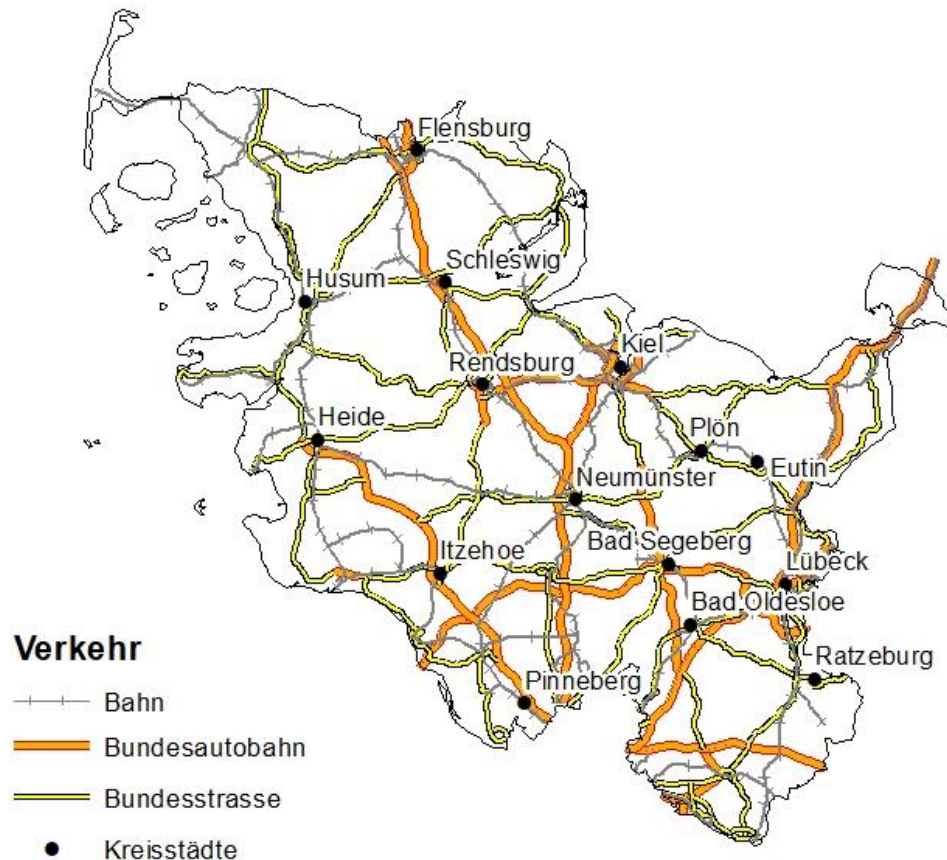 Flensburg
Schleswig
Husum
Kiel
Rendsburg
Heide
Plön
Eutin
Neumünster
Bad Segeberg
Itzehoe
Lübeck
Bad Oldesloe
Ratzeburg
Pinneberg
Verkehr
Bahn
Bundesautobahn
Bundesstrasse
Kreisstädte